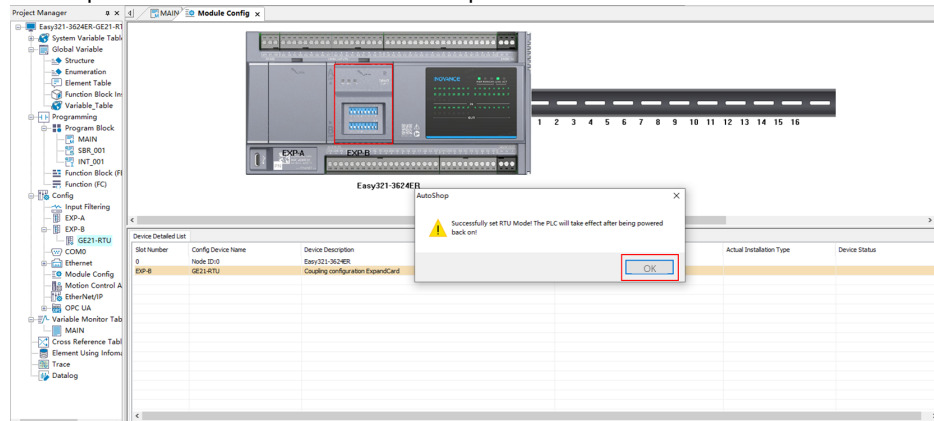 Project Manager
MAIN
Module Config
Easy321-3624ER-GE21-RT
System Variable Table
Global Variable
Structure
Enumeration
Element Table
Function Block In
Variable_Table
Programming
Program Block
MAIN
SBR_001
INT_001
Function Block (F
Function (FC)
Config
Input Filtering
EXP-A
EXP-B
GE21-RTU
COM0
Ethernet
Module Config
Motion Control A
EtherNet/IP
OPC UA
Variable Monitor Tab
MAIN
Cross Reference Tabl
Element Using Infoma
Trace
Datalog
INOVANCE
EXP-A
EXP-B
1 2 3 4 5 6 7 8 9 10 11 12 13 14 15 16
Easy321-3624ER
AutoShop
Successfully set RTU Mode! The PLC will take effect after being powered
back on!
OK
Device Detailed List
Slot Number Config Device Name Device Description Actual Installation Type Device Status
0 Node ID:0 Easy321-3624ER
EXP-B GE21-RTU Coupling configuration ExpandCard